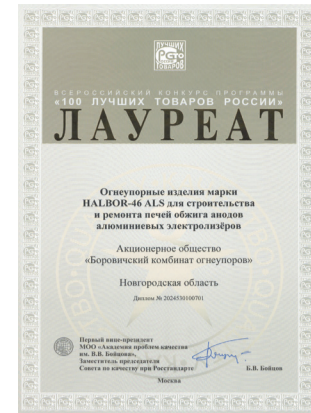 100 ЛУЧШИХ ТОВАРОВ
ВСЕРОССИЙСКИЙ КОНКУРС ПРОГРАММЫ
«100 ЛУЧШИХ ТОВАРОВ РОССИИ»
ЛАУРЕАТ
Огнеупорные изделия марки
HALBOR-46 ALS для строительства
и ремонта печей обжига анодов
алюминиевых электролизёров
Акционерное общество
«Боровичский комбинат огнеупоров»
Новгородская область
Диплом № 2024530100701
Первый вице-президент
МОО «Академия проблем качества
им. В.В. Бойцова»,
Заместитель председателя
Совета по качеству при Росстандарте
Б.В. Бойцов
Москва